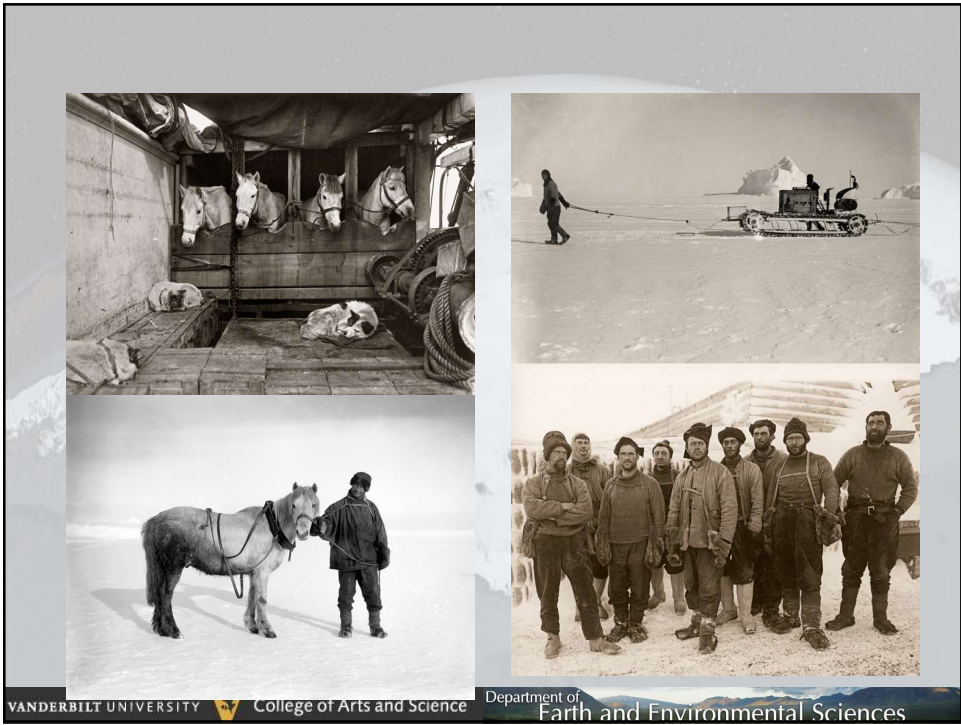 VANDERBILT UNIVERSITY
College of Arts and Science
Department of
Earth and Environmental Sciences